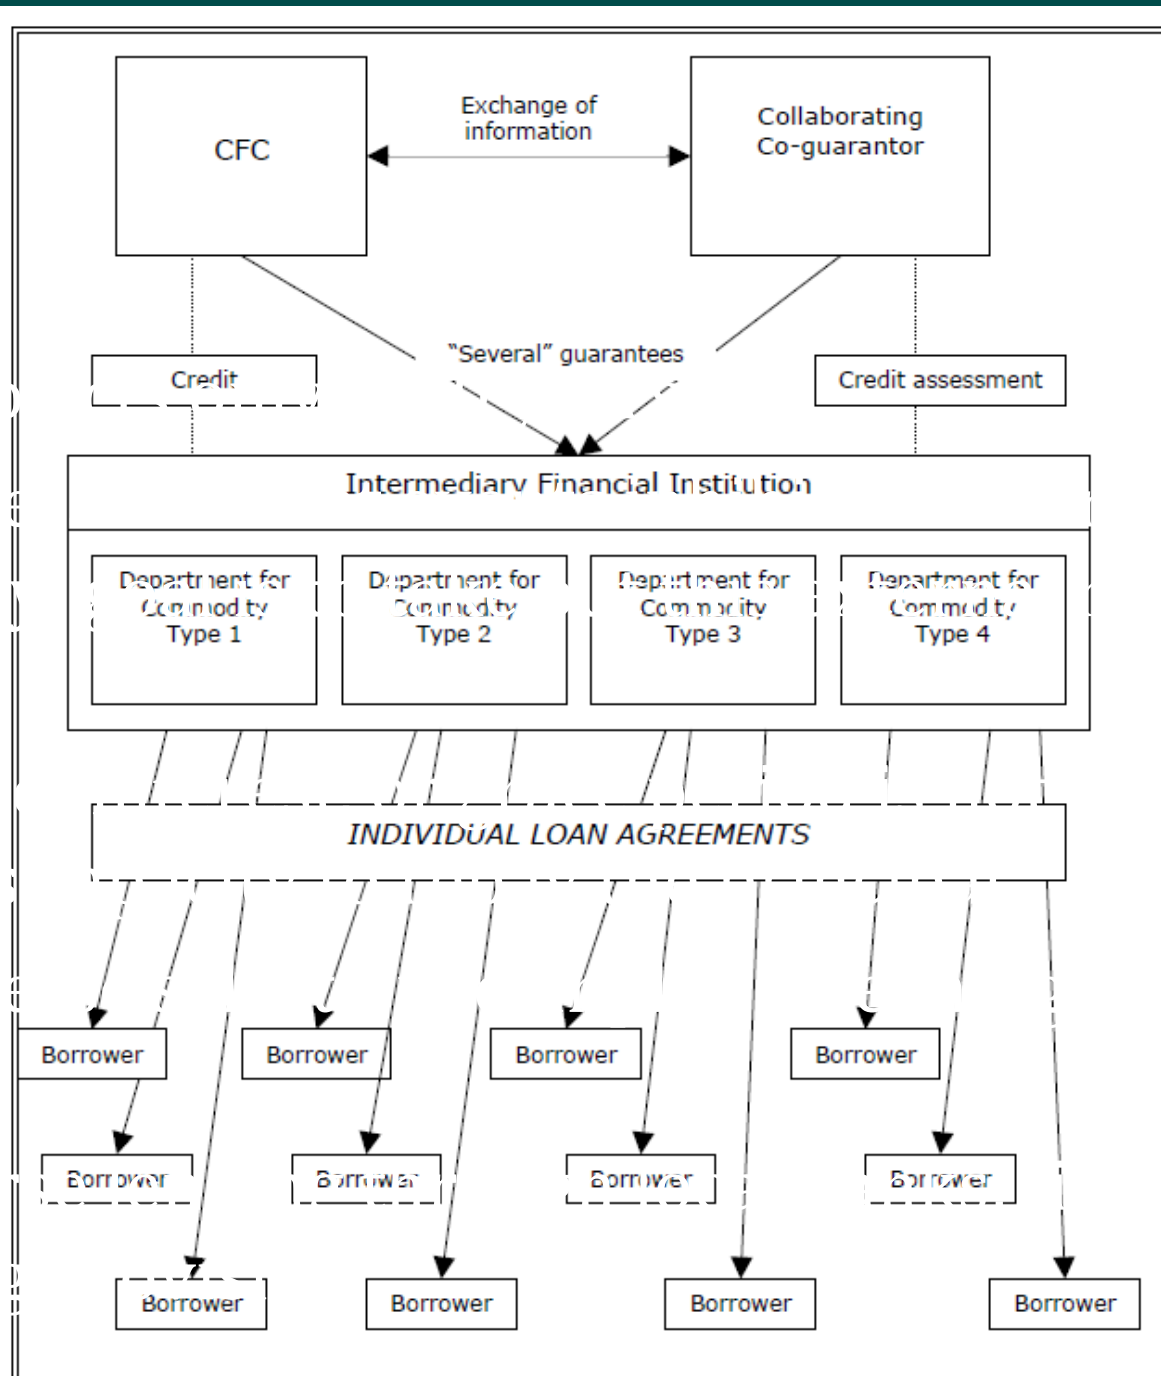 Exchange of
information
CFC
Collaborating
Co-guarantor
“Several” guarantees
Credit
Credit assessment
Intermediary Financial Institution
Department for
Commodity
Type 1
Department for
Commodity
Type 2
Department for
Commodity
Type 3
Department for
Commodity
Type 4
INDIVIDUAL LOAN AGREEMENTS
Borrower
Borrower
Borrower
Borrower
Borrower
Borrower
Borrower
Borrower
Borrower
Borrower
Borrower
Borrower